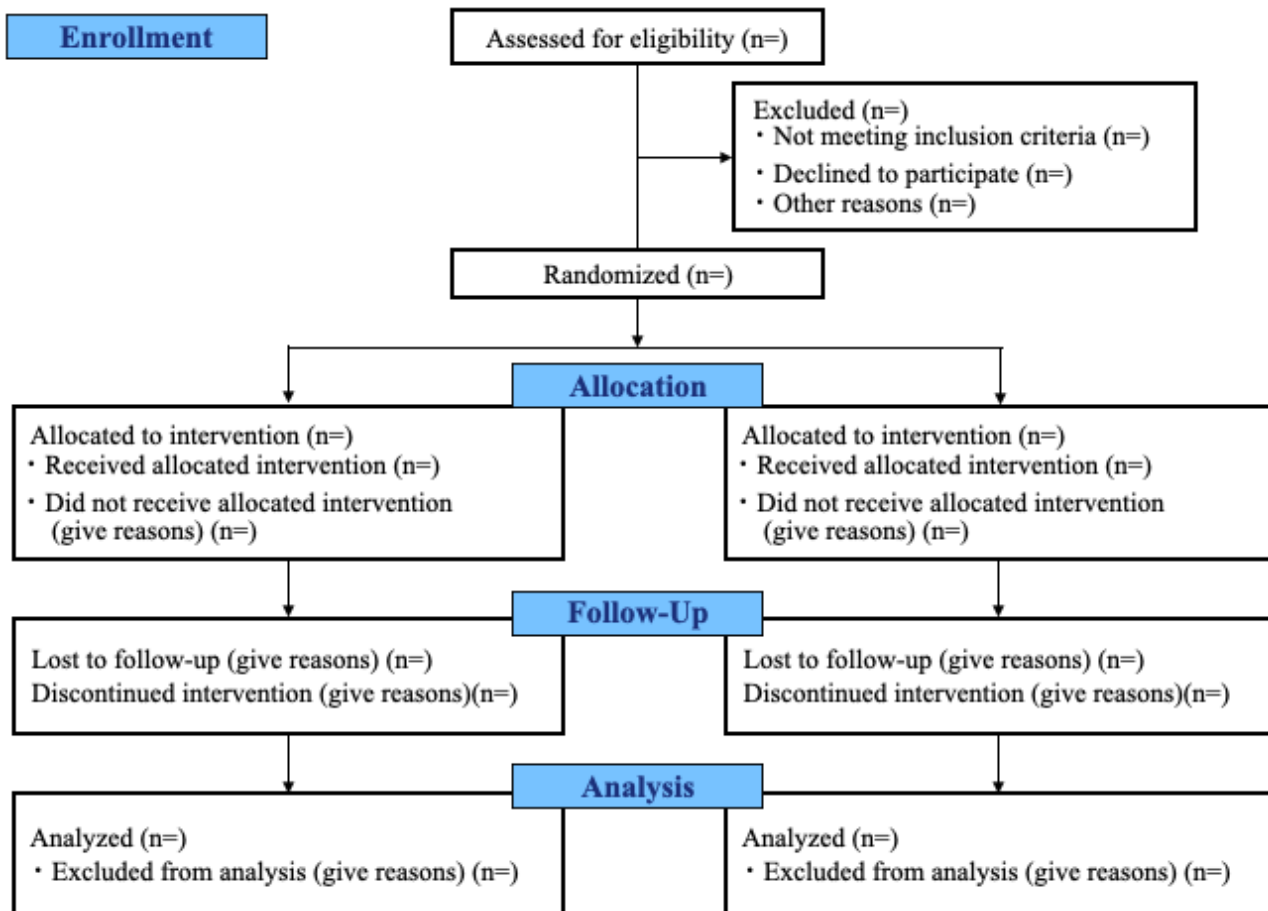 Enrollment
Assessed for eligibility (n=)
Excluded (n=)
・Not meeting inclusion criteria (n=)
・Declined to participate (n=)
・Other reasons (n=)
Randomized (n=)
Allocation
Allocated to intervention (n=)
・Received allocated intervention (n=)
・Did not receive allocated intervention
(give reasons) (n=)
Allocated to intervention (n=)
・Received allocated intervention (n=)
・Did not receive allocated intervention
(give reasons) (n=)
Follow-Up
Lost to follow-up (give reasons) (n=)
Discontinued intervention (give reasons)(n=)
Lost to follow-up (give reasons) (n=)
Discontinued intervention (give reasons)(n=)
Analysis
Analyzed (n=)
・Excluded from analysis (give reasons) (n=)
Analyzed (n=)
・Excluded from analysis (give reasons) (n=)